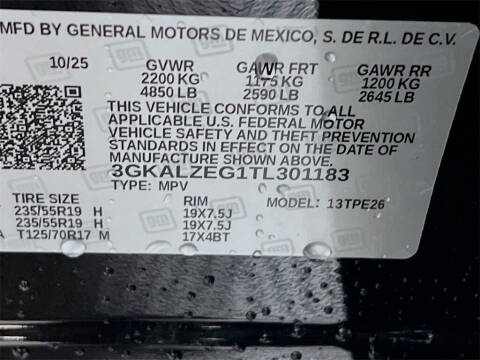 MFD BY GENERAL MOTORS DE MEXICO, S. DE R.L. DE C.V.
10/25 GVWR GAWR FRT GAWR RR
2200 KG 1175 KG 1200 KG
4850 LB 2590 LB 2645 LB
THIS VEHICLE CONFORMS TO ALL
APPLICABLE U.S. FEDERAL MOTOR
VEHICLE SAFETY AND THEFT PREVENTION
STANDARDS IN EFFECT ON THE DATE OF
MANUFACTURE SHOWN ABOVE.
3GKALZEG1TL301183
TYPE: MPV MODEL: 13TPE26
TIRE SIZE RIM
235/55R19 H 19X7.5J
235/55R19 H 19X7.5J
T125/70R17 M 17X4BT